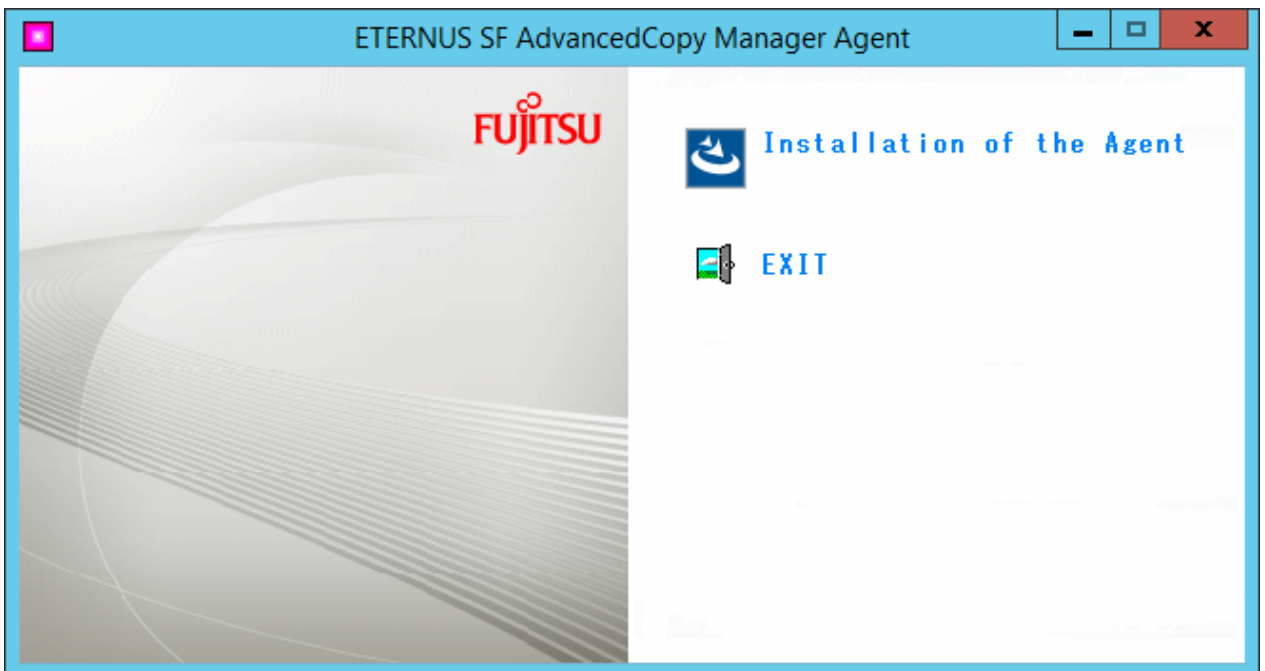 ETERNUS SF AdvancedCopy Manager Agent
FUJITSU
Installation of the Agent
EXIT